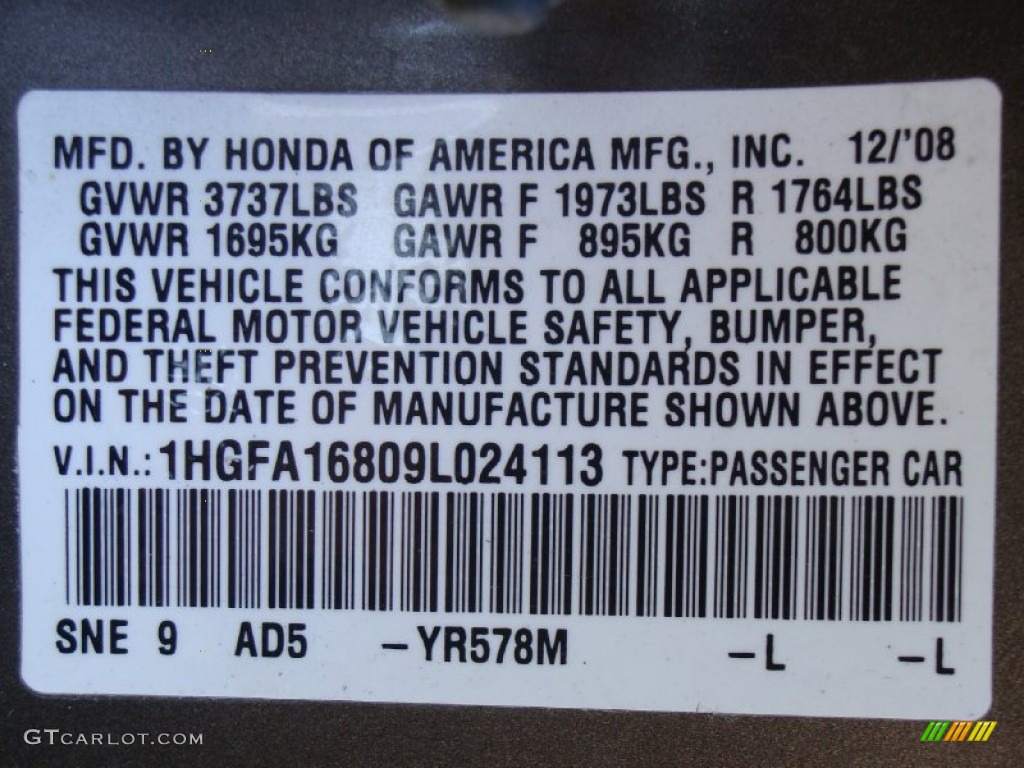 MFD. BY HONDA OF AMERICA MFG., INC. 12/'08
GVWR 3737LBS GAWR F 1973LBS R 1764LBS
GVWR 1695KG GAWR F 895KG R 800KG
THIS VEHICLE CONFORMS TO ALL APPLICABLE
FEDERAL MOTOR VEHICLE SAFETY, BUMPER,
AND THEFT PREVENTION STANDARDS IN EFFECT
ON THE DATE OF MANUFACTURE SHOWN ABOVE.
V.I.N.: 1HGFA16809L024113 TYPE:PASSENGER CAR
SNE 9 AD5 –YR578M –L –L
GTCARLOT.COM